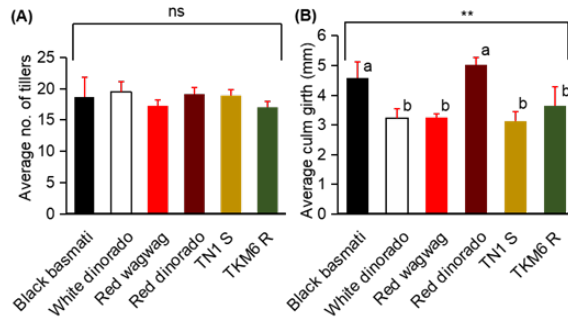 (A)
ns
Average no. of tillers
25
20
15
10
5
0
Black basmati
White dinorado
Red wagwag
Red dinorado
TN1 S
TKM6 R
(B)
**
Average culm girth (mm)
6
5
4
3
2
1
0
a
b
b
a
b
b
Black basmati
White dinorado
Red wagwag
Red dinorado
TN1 S
TKM6 R